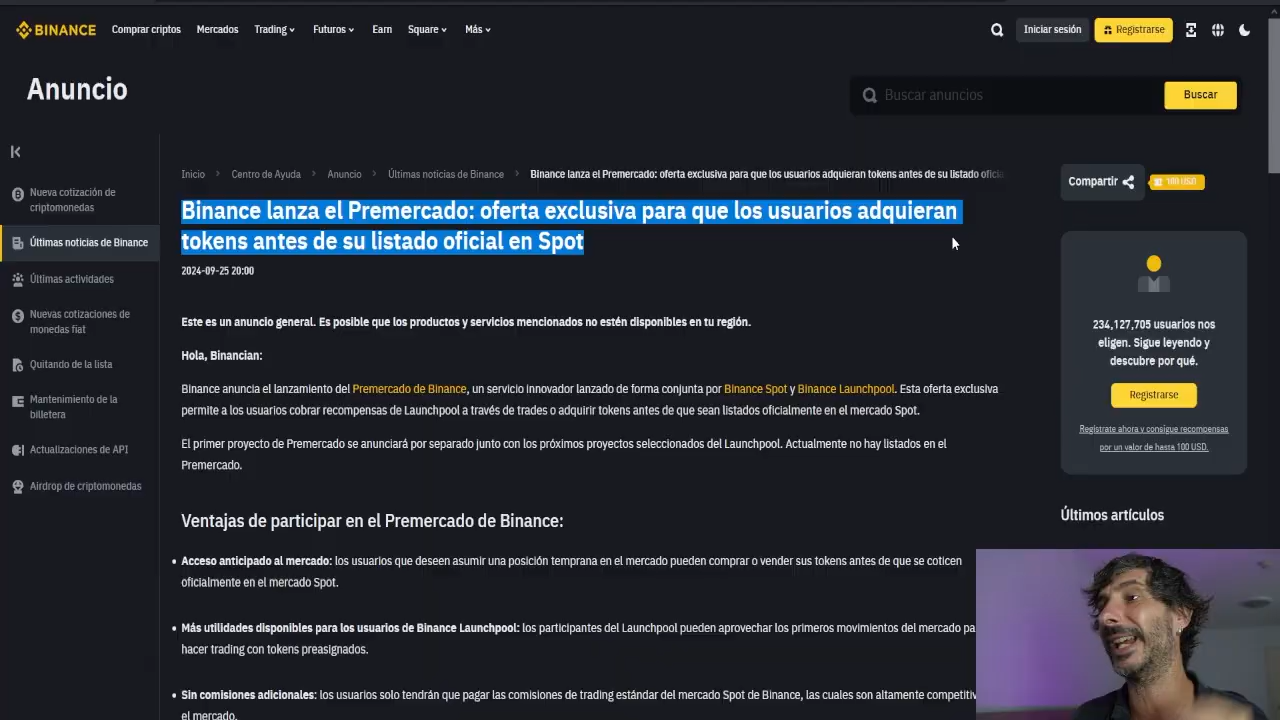 BINANCE
Comprar criptos
Mercados
Trading
Futuros
Earn
Square
Más
Iniciar sesión
Registrarse
Anuncio
Buscar anuncios
Buscar
Nueva cotización de
criptomonedas
Últimas noticias de Binance
Últimas actividades
Nuevas cotizaciones de
monedas fiat
Quitando de la lista
Mantenimiento de la
billetera
Actualizaciones de API
Airdrop de criptomonedas
Inicio
Centro de Ayuda
Anuncio
Últimas noticias de Binance
Binance lanza el Premercado: oferta exclusiva para que los usuarios adquieran tokens antes de su listado
Binance lanza el Premercado: oferta exclusiva para que los usuarios adquieran
tokens antes de su listado oficial en Spot
2024-09-25 20:00
Este es un anuncio general. Es posible que los productos y servicios mencionados no estén disponibles en tu región.
Hola, Binancian:
Binance anuncia el lanzamiento del Premercado de Binance, un servicio innovador lanzado de forma conjunta por Binance Spot y Binance Launchpool. Esta oferta exclusiva
permite a los usuarios cobrar recompensas de Launchpool a través de trades o adquirir tokens antes de que sean listados oficialmente en el mercado Spot.
El primer proyecto de Premercado se anunciará por separado junto con los próximos proyectos seleccionados del Launchpool. Actualmente no hay listados en el
Premercado.
Ventajas de participar en el Premercado de Binance:
• Acceso anticipado al mercado: los usuarios que deseen asumir una posición temprana en el mercado pueden comprar o vender sus tokens antes de que se coticen
oficialmente en el mercado Spot.
• Más utilidades disponibles para los usuarios de Binance Launchpool: los participantes del Launchpool pueden aprovechar los primeros movimientos del mercado
hacer trading con tokens preasignados.
• Sin comisiones adicionales: los usuarios solo tendrán que pagar las comisiones de trading estándar del mercado Spot de Binance, las cuales son altamente
el mercado.
Compartir
100 USD
234,127,705 usuarios nos
eligen. Sigue leyendo y
descubre por qué.
Registrarse
Regístrate ahora y consigue recompensas
por un valor de hasta 100 USD.
Últimos artículos